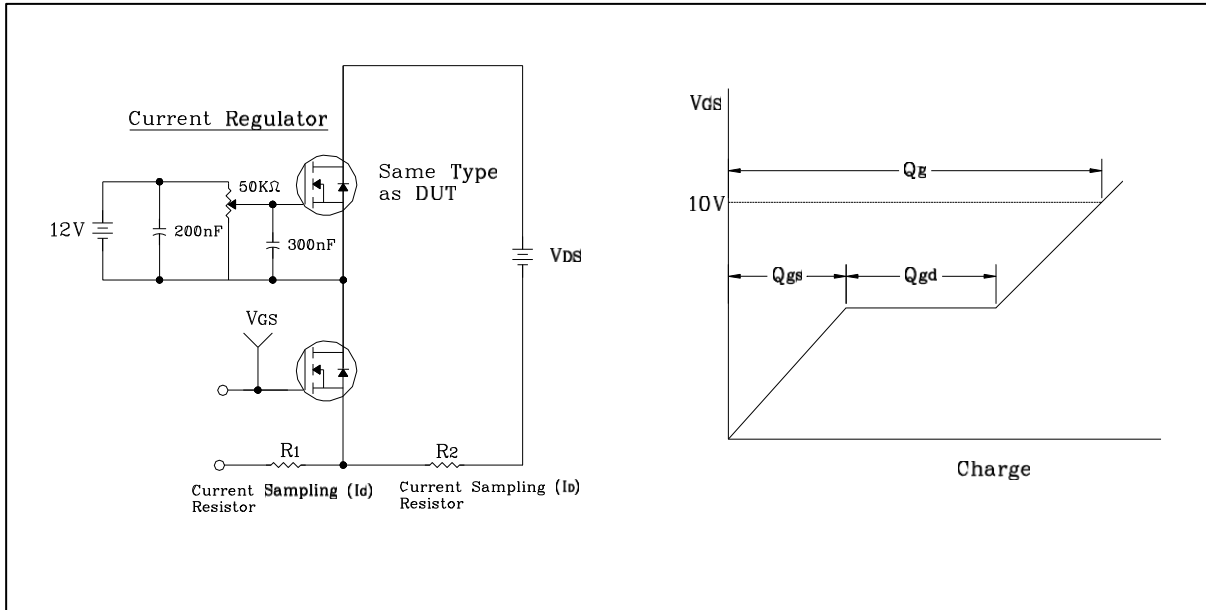 Current Regulator
Same Type
as DUT
50KΩ
12V
200nF
300nF
VDS
VGS
R1
R2
Current Sampling (IG)
Resistor
Current Sampling (ID)
Resistor
VGS
Qg
10V
Qgs
Qgd
Charge